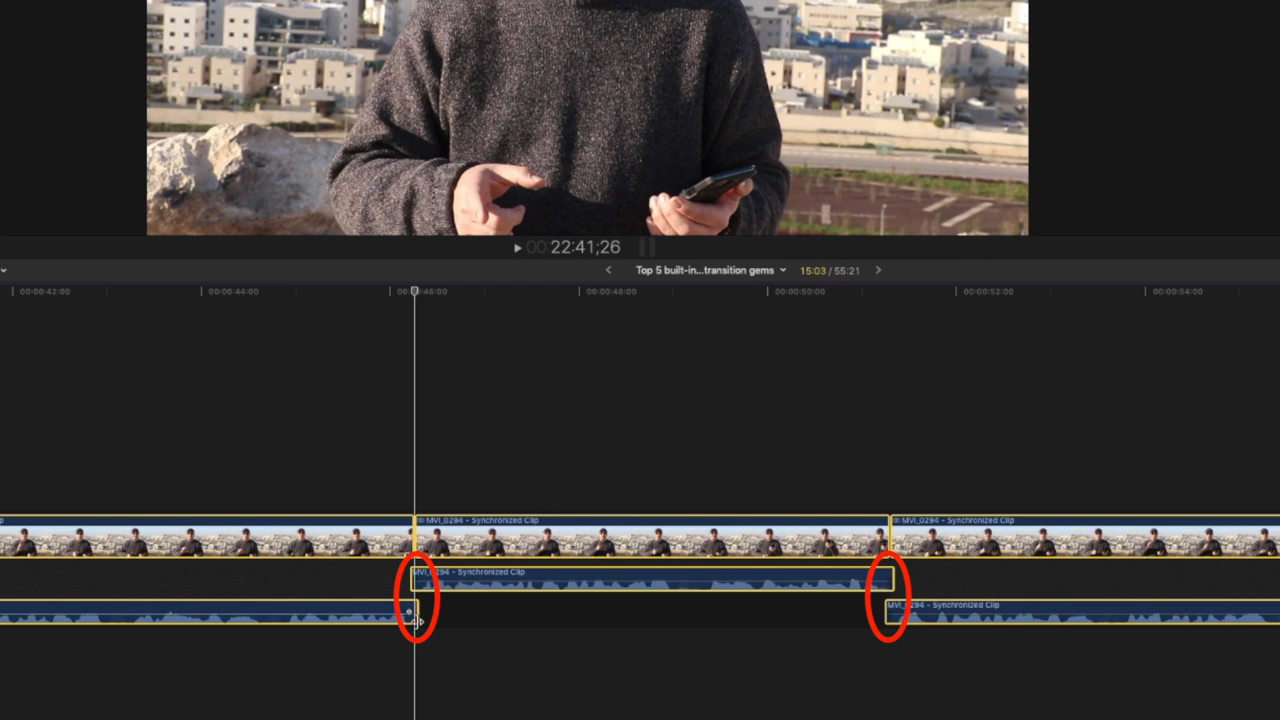 00 22:41;26
Top 5 built-in...transition gems 15:03 / 55:21
00:00:42:00 00:00:44:00 00:00:46:00 00:00:48:00 00:00:50:00 00:00:52:00 00:00:54:00
p MVI_0294 - Synchronized Clip MVI_0294 - Synchronized Clip
MVI_0294 - Synchronized Clip
MVI_0294 - Synchronized Clip